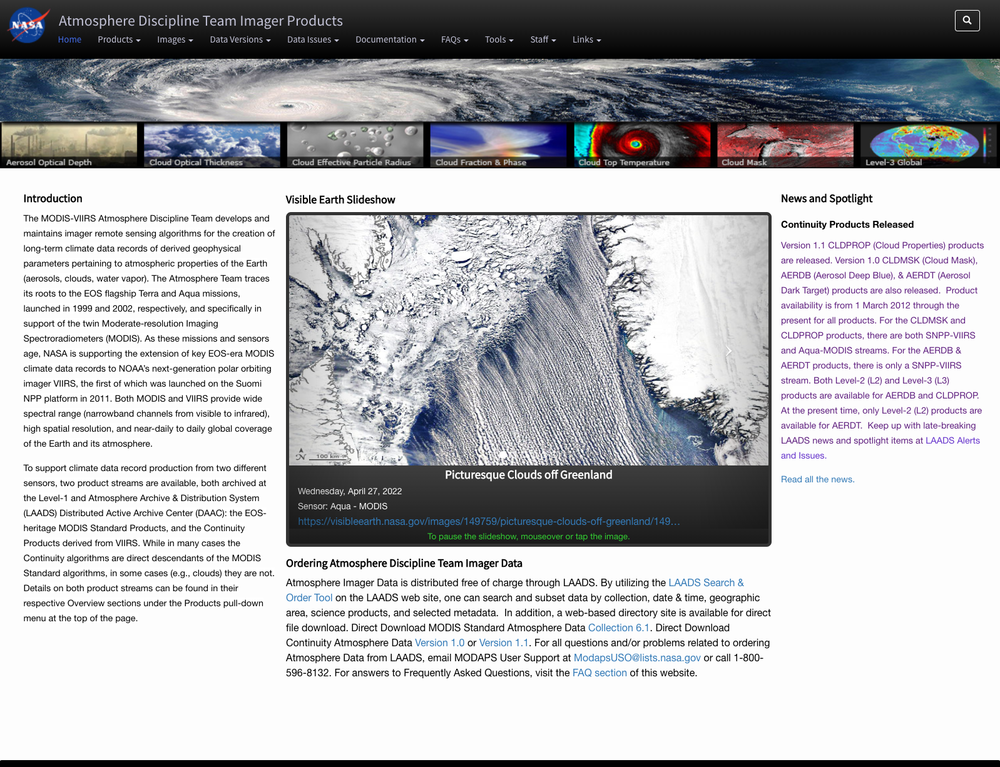 NASA
Atmosphere Discipline Team Imager Products
Home Products Images Data Versions Data Issues Documentation FAQs Tools Staff Links
Aerosol Optical Depth
Cloud Optical Thickness
Cloud Effective Particle Radius
Cloud Fraction & Phase
Cloud Top Temperature
Cloud Mask
Level-3 Global
Introduction
The MODIS-VIIRS Atmosphere Discipline Team develops and
maintains imager remote sensing algorithms for the creation of
long-term climate data records of derived geophysical
parameters pertaining to atmospheric properties of the Earth
(aerosols, clouds, water vapor). The Atmosphere Team traces
its roots to the EOS flagship Terra and Aqua missions,
launched in 1999 and 2002, respectively, and specifically in
support of the twin Moderate-resolution Imaging
Spectroradiometers (MODIS). As these missions and sensors
age, NASA is supporting the extension of key EOS-era MODIS
climate data records to NOAA’s next-generation polar orbiting
imager VIIRS, the first of which was launched on the Suomi
NPP platform in 2011. Both MODIS and VIIRS provide wide
spectral range (narrowband channels from visible to infrared),
high spatial resolution, and near-daily to daily global coverage
of the Earth and its atmosphere.
To support climate data record production from two different
sensors, two product streams are available, both archived at
the Level-1 and Atmosphere Archive & Distribution System
(LAADS) Distributed Active Archive Center (DAAC): the EOS-
heritage MODIS Standard Products, and the Continuity
Products derived from VIIRS. While in many cases the
Continuity algorithms are direct descendants of the MODIS
Standard algorithms, in some cases (e.g., clouds) they are not.
Details on both product streams can be found in their
respective Overview sections under the Products pull-down
menu at the top of the page.
Visible Earth Slideshow
N
100 km
Picturesque Clouds off Greenland
Wednesday, April 27, 2022
Sensor: Aqua - MODIS
https://visibleearth.nasa.gov/images/149759/picturesque-clouds-off-greenland/149…
To pause the slideshow, mouseover or tap the image.
Ordering Atmosphere Discipline Team Imager Data
Atmosphere Imager Data is distributed free of charge through LAADS. By utilizing the LAADS Search &
Order Tool on the LAADS web site, one can search and subset data by collection, date & time, geographic
area, science products, and selected metadata.  In addition, a web-based directory site is available for direct
file download. Direct Download MODIS Standard Atmosphere Data Collection 6.1. Direct Download
Continuity Atmosphere Data Version 1.0 or Version 1.1. For all questions and/or problems related to ordering
Atmosphere Data from LAADS, email MODAPS User Support at ModapsUSO@lists.nasa.gov or call 1-800-
596-8132. For answers to Frequently Asked Questions, visit the FAQ section of this website.
News and Spotlight
Continuity Products Released
Version 1.1 CLDPROP (Cloud Properties) products
are released. Version 1.0 CLDMSK (Cloud Mask),
AERDB (Aerosol Deep Blue), & AERDT (Aerosol
Dark Target) products are also released.  Product
availability is from 1 March 2012 through the
present for all products. For the CLDMSK and
CLDPROP products, there are both SNPP-VIIRS
and Aqua-MODIS streams. For the AERDB &
AERDT products, there is only a SNPP-VIIRS
stream. Both Level-2 (L2) and Level-3 (L3)
products are available for AERDB and CLDPROP.
At the present time, only Level-2 (L2) products are
available for AERDT.  Keep up with late-breaking
LAADS news and spotlight items at LAADS Alerts
and Issues.
Read all the news.